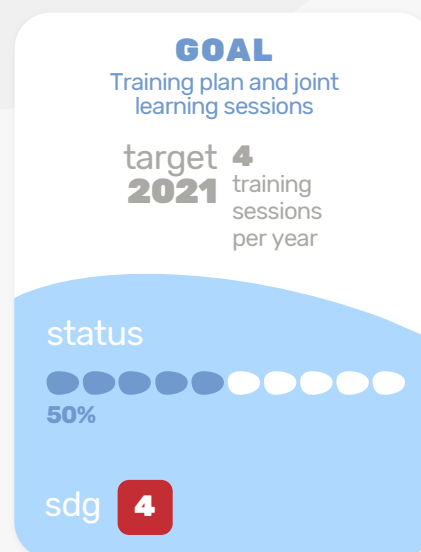 GOAL
Training plan and joint
learning sessions
target
2021
4
training
sessions
per year
status
50%
sdg 4